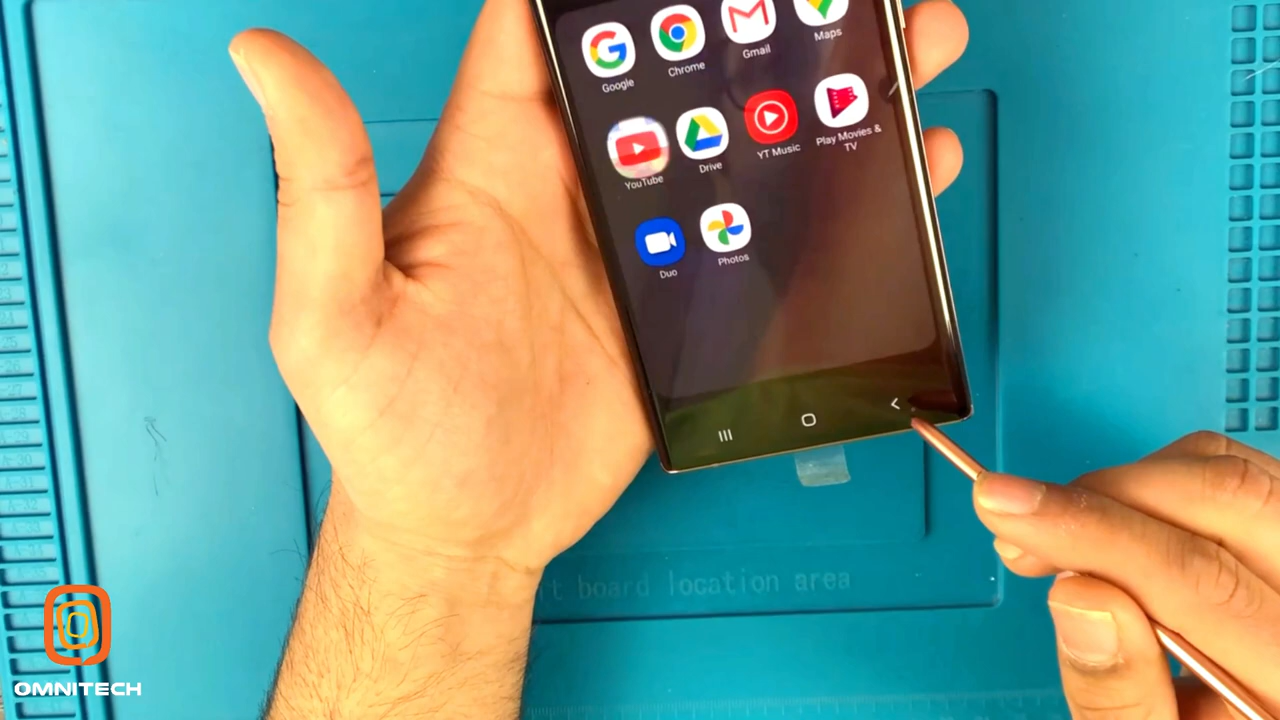 Google
Chrome
Gmail
Maps
YouTube
Drive
YT Music
Play Movies &
TV
Duo
Photos
board location area
OMNITECH